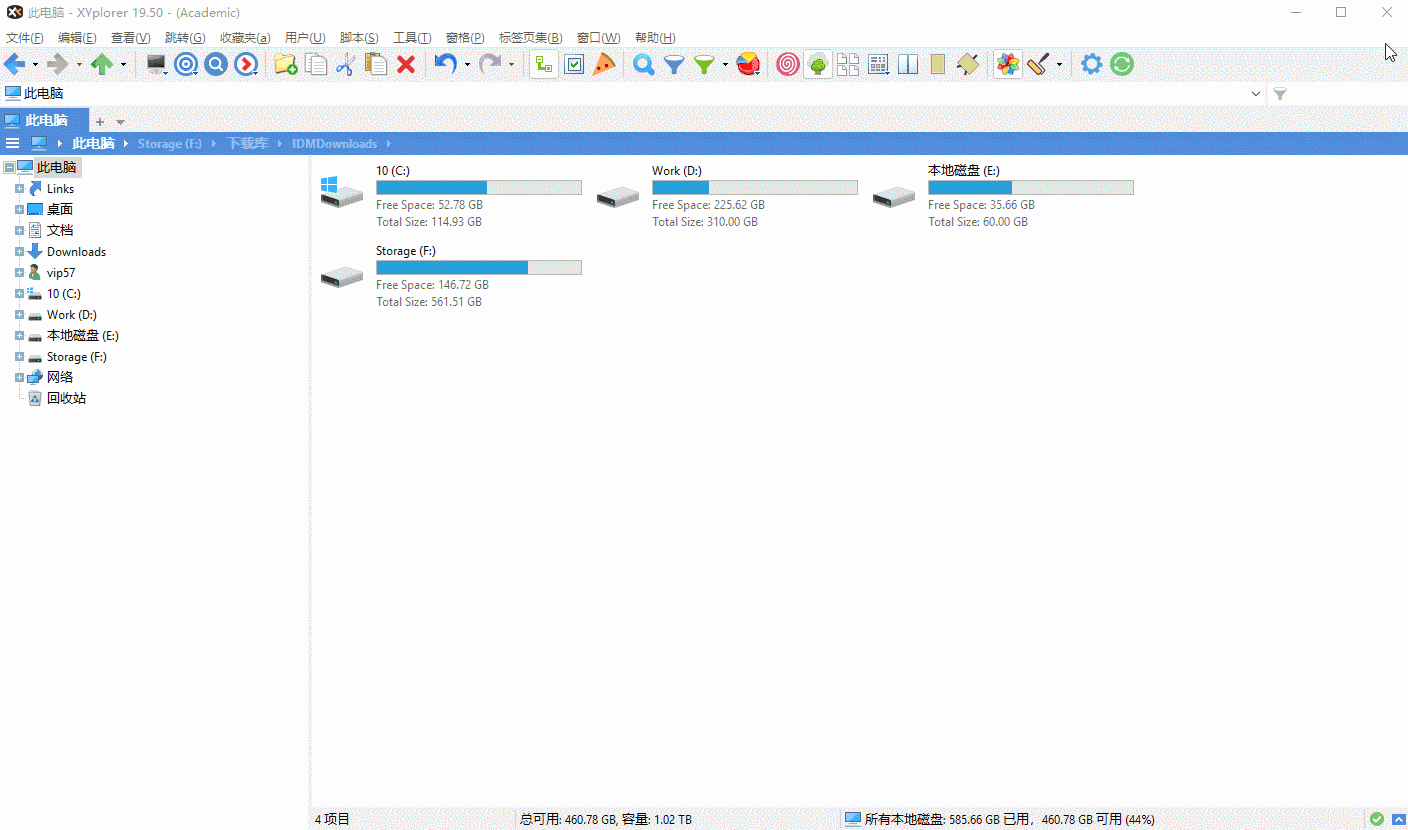 此电脑 - XYplorer 19.50 - (Academic)
文件(F) 编辑(E) 查看(V) 跳转(G) 收藏夹(a) 用户(U) 脚本(S) 工具(T) 窗格(P) 标签页集(B) 窗口(W) 帮助(H)
此电脑
此电脑
此电脑 Storage (F:) 下载库 IDMDownloads
此电脑
Links
桌面
文档
Downloads
vip57
10 (C:)
Work (D:)
本地磁盘 (E:)
Storage (F:)
网络
回收站
10 (C:)
Free Space: 52.78 GB
Total Size: 114.93 GB
Work (D:)
Free Space: 225.62 GB
Total Size: 310.00 GB
本地磁盘 (E:)
Free Space: 35.66 GB
Total Size: 60.00 GB
Storage (F:)
Free Space: 146.72 GB
Total Size: 561.51 GB
4 项目
总可用: 460.78 GB, 容量: 1.02 TB
所有本地磁盘: 585.66 GB 已用，460.78 GB 可用 (44%)